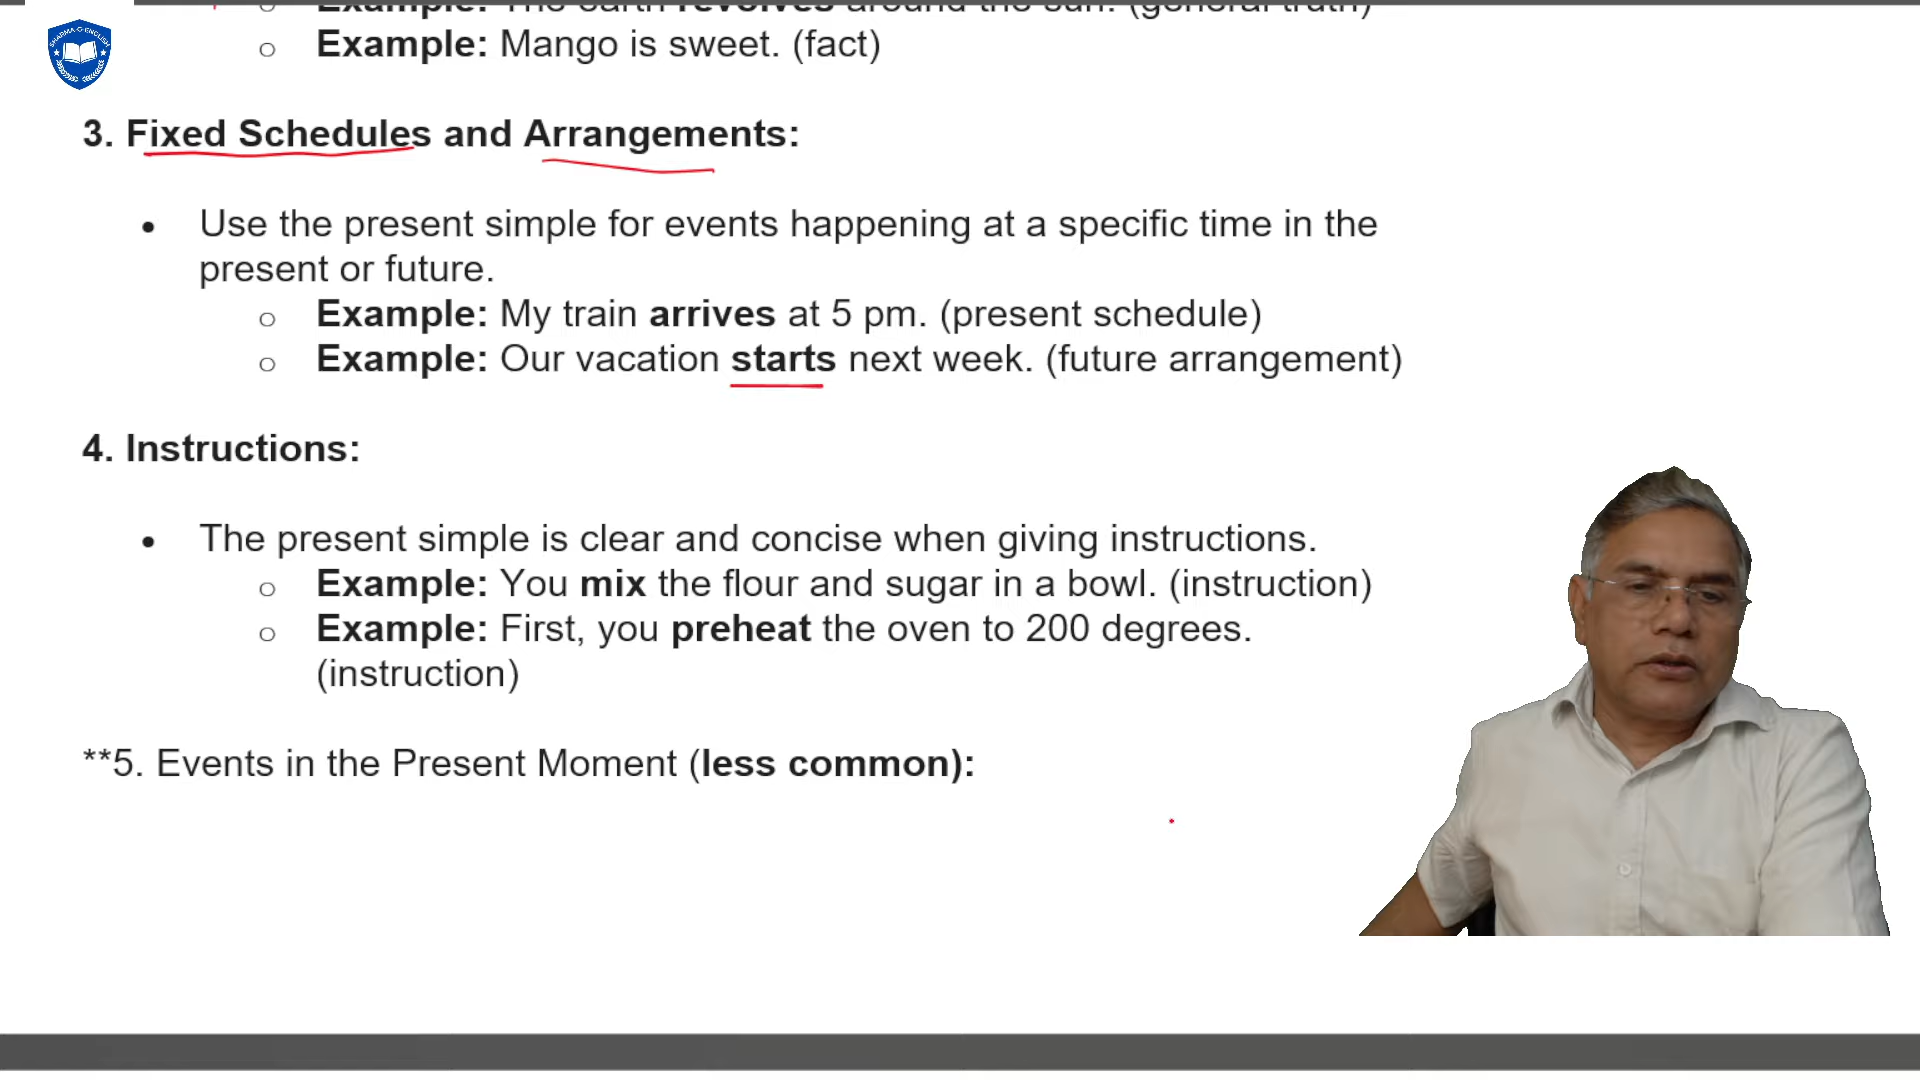 Example: The earth revolves around the sun. (general truth)
SHARMA-G-ENGLISH
o Example: Mango is sweet. (fact)
3. Fixed Schedules and Arrangements:
• Use the present simple for events happening at a specific time in the
present or future.
o Example: My train arrives at 5 pm. (present schedule)
o Example: Our vacation starts next week. (future arrangement)
4. Instructions:
• The present simple is clear and concise when giving instructions.
o Example: You mix the flour and sugar in a bowl. (instruction)
o Example: First, you preheat the oven to 200 degrees.
(instruction)
**5. Events in the Present Moment (less common):